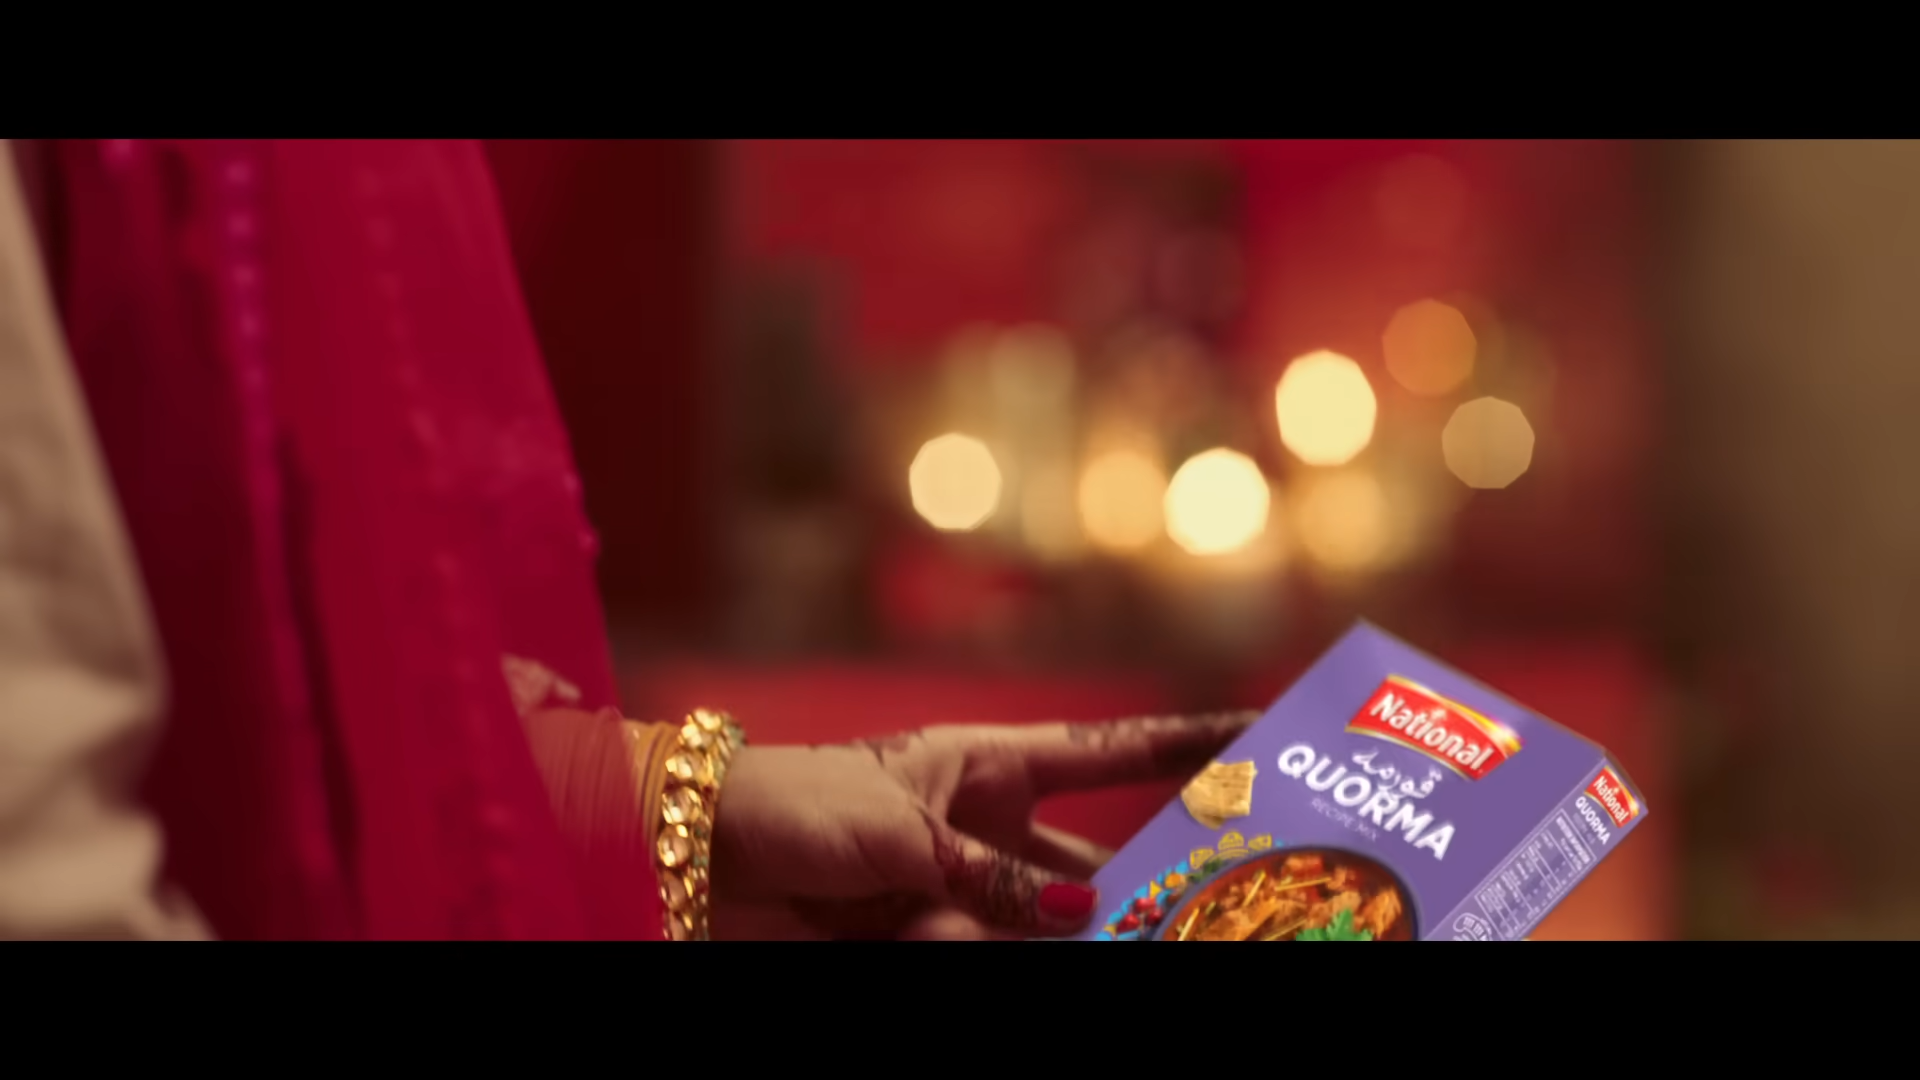 National
قورمہ
QUORMA
RECIPE MIX
National
QUORMA